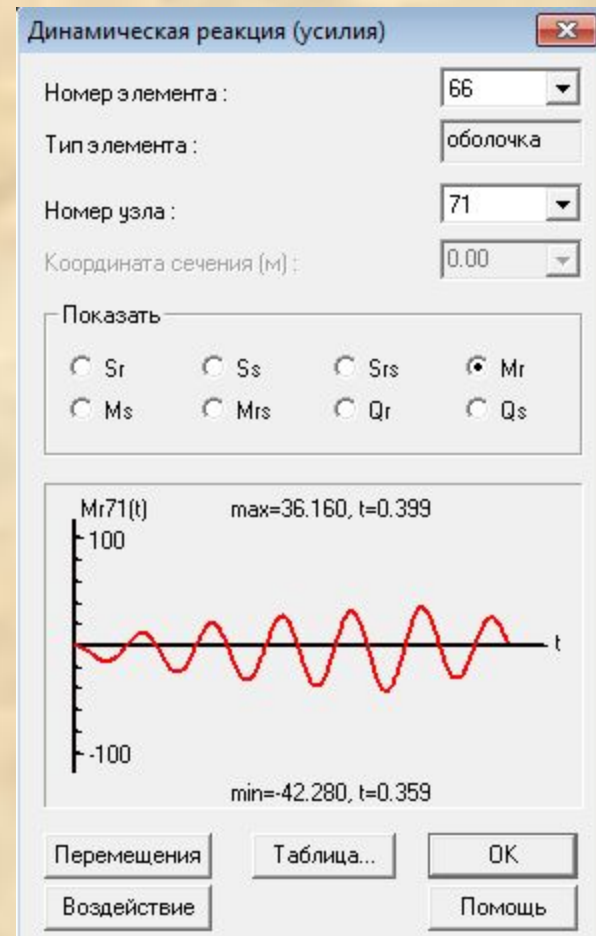 Динамическая реакция (усилия)
Номер элемента : 66
Тип элемента : оболочка
Номер узла : 71
Координата сечения (м) : 0.00
Показать
Sr Ss Srs Mr
Ms Mrs Qr Qs
Mr71(t) max=36.160, t=0.399
100
t
-100
min=-42.280, t=0.359
Перемещения Таблица... OK
Воздействие Помощь